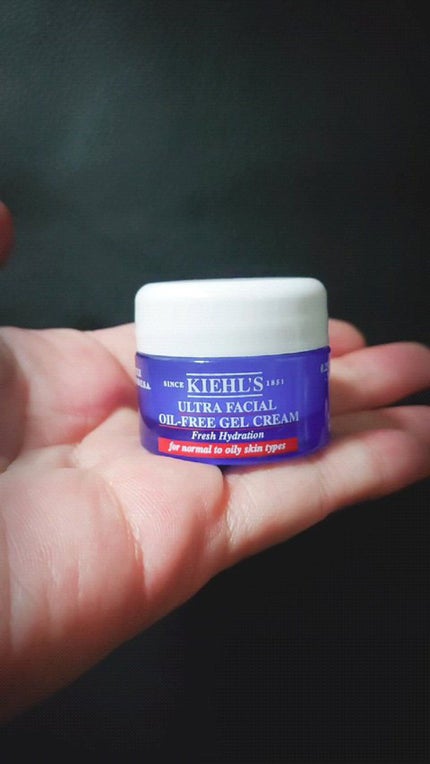 SINCE KIEHL'S 1851
ULTRA FACIAL
OIL-FREE GEL CREAM
Fresh Hydration
for normal to oily skin types